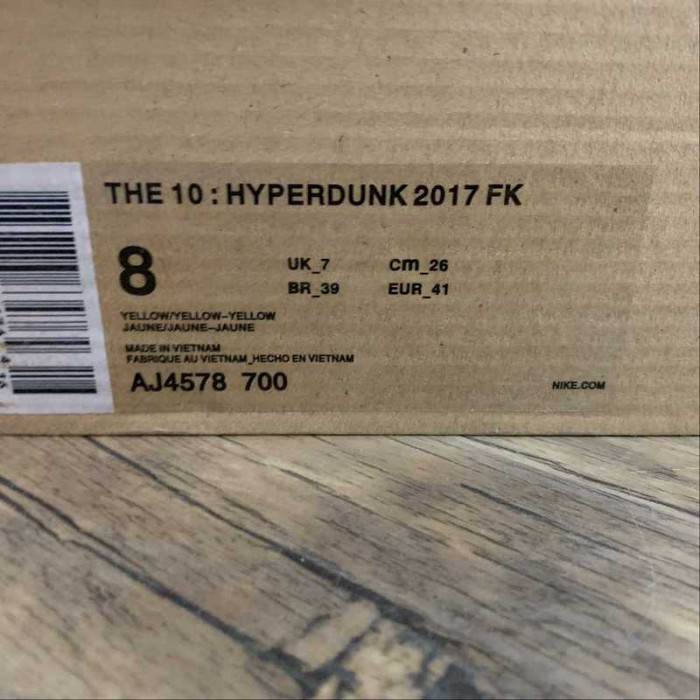 THE 10 : HYPERDUNK 2017 FK
8
UK_7 cm_26
BR_39 EUR_41
YELLOW/YELLOW-YELLOW
JAUNE/JAUNE-JAUNE
MADE IN VIETNAM
FABRIQUE AU VIETNAM_HECHO EN VIETNAM
AJ4578 700
NIKE.COM